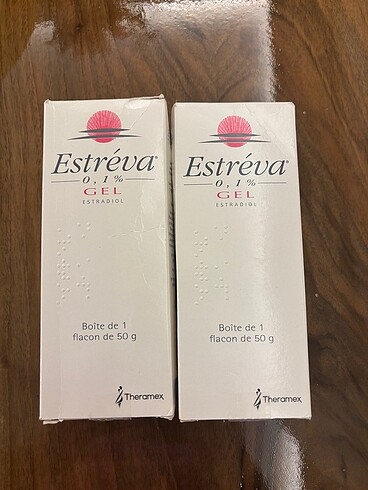 Estréva®
0,1%
GEL
ESTRADIOL
Boîte de 1
flacon de 50 g
Theramex
Estréva®
0,1%
GEL
ESTRADIOL
Boîte de 1
flacon de 50 g
Theramex